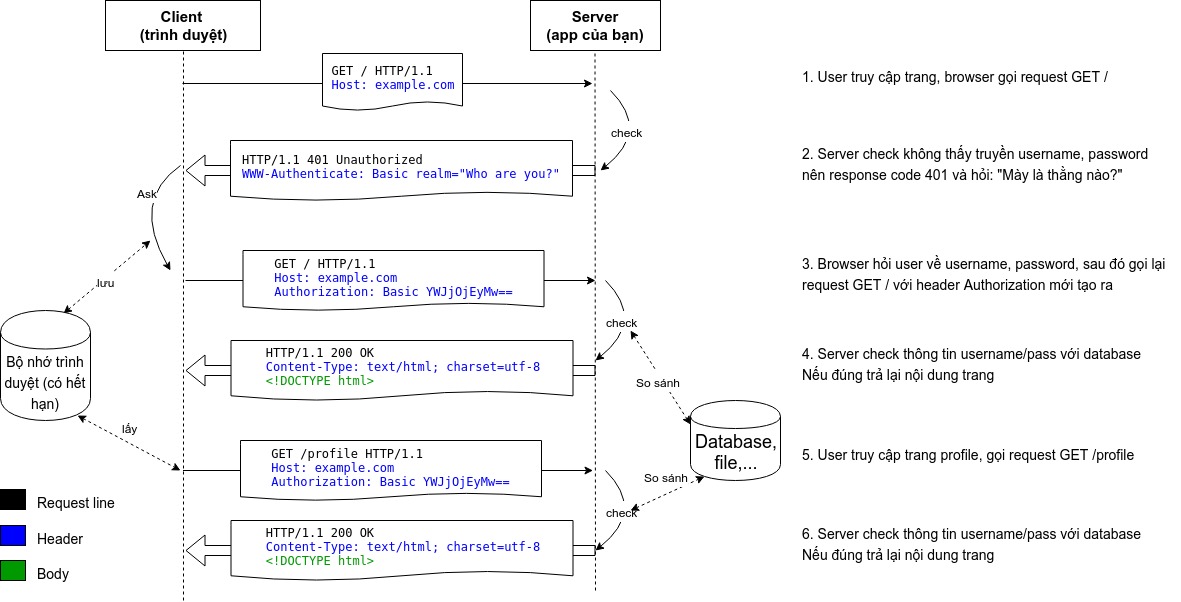 Client
(trình duyệt)
Server
(app của bạn)
GET / HTTP/1.1
Host: example.com
1. User truy cập trang, browser gọi request GET /
check
HTTP/1.1 401 Unauthorized
WWW-Authenticate: Basic realm="Who are you?"
2. Server check không thấy truyền username, password
nên response code 401 và hỏi: "Mày là thằng nào?"
Ask
lưu
GET / HTTP/1.1
Host: example.com
Authorization: Basic YWJjOjEyMw==
3. Browser hỏi user về username, password, sau đó gọi lại
request GET / với header Authorization mới tạo ra
check
Bộ nhớ trình
duyệt (có hết
hạn)
HTTP/1.1 200 OK
Content-Type: text/html; charset=utf-8
<!DOCTYPE html>
4. Server check thông tin username/pass với database
Nếu đúng trả lại nội dung trang
So sánh
lấy
Database,
file,...
GET /profile HTTP/1.1
Host: example.com
Authorization: Basic YWJjOjEyMw==
5. User truy cập trang profile, gọi request GET /profile
So sánh
check
HTTP/1.1 200 OK
Content-Type: text/html; charset=utf-8
<!DOCTYPE html>
6. Server check thông tin username/pass với database
Nếu đúng trả lại nội dung trang
Request line
Header
Body